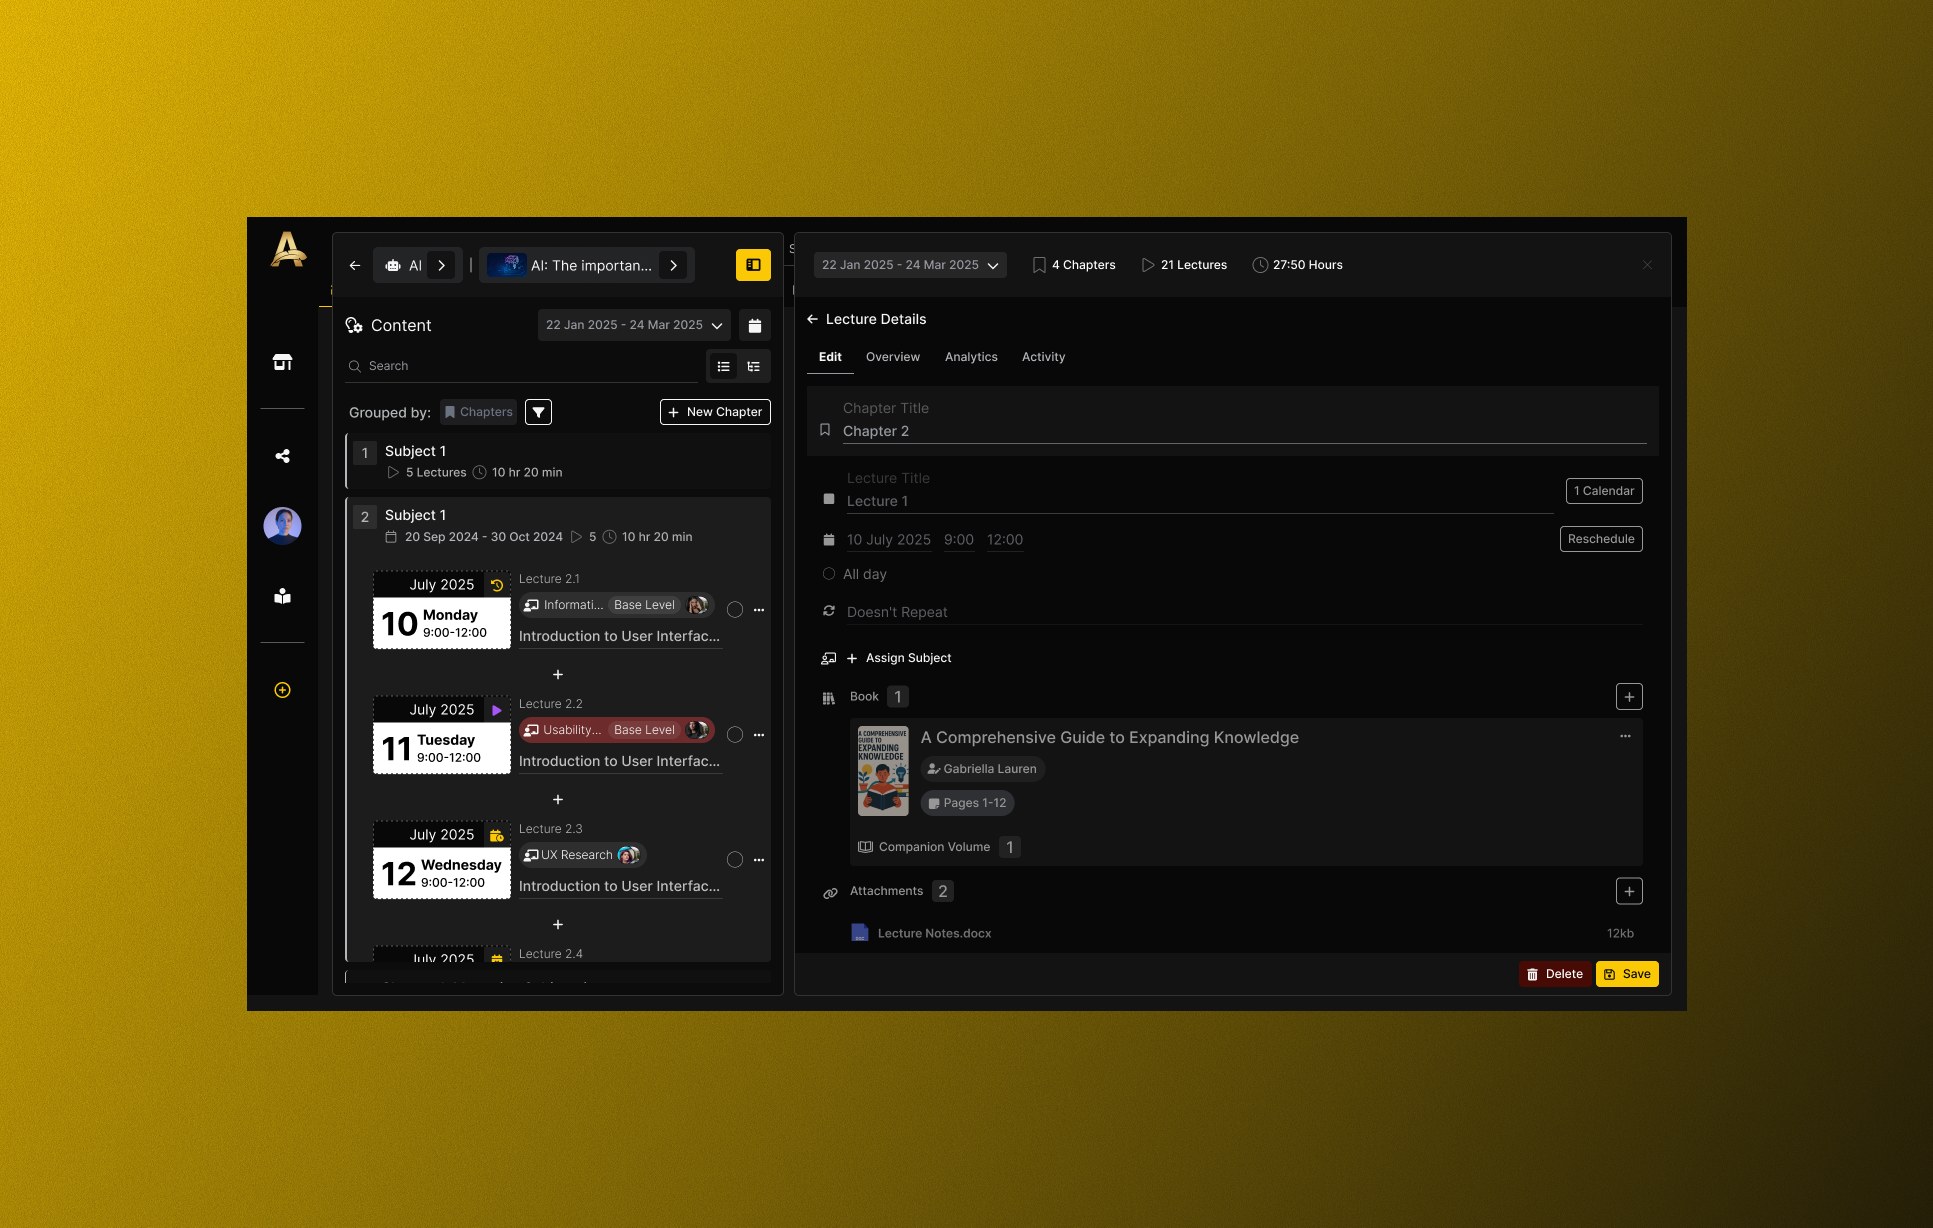 AI
AI: The importan...
Content
22 Jan 2025 - 24 Mar 2025
Search
Grouped by:
Chapters
New Chapter
1
Subject 1
5 Lectures
10 hr 20 min
2
Subject 1
20 Sep 2024 - 30 Oct 2024
5
10 hr 20 min
July 2025
10
Monday
9:00-12:00
Lecture 2.1
Informati...
Base Level
Introduction to User Interfac...
July 2025
11
Tuesday
9:00-12:00
Lecture 2.2
Usability...
Base Level
Introduction to User Interfac...
July 2025
12
Wednesday
9:00-12:00
Lecture 2.3
UX Research
Introduction to User Interfac...
July 2025
Lecture 2.4
22 Jan 2025 - 24 Mar 2025
4 Chapters
21 Lectures
27:50 Hours
Lecture Details
Edit
Overview
Analytics
Activity
Chapter Title
Chapter 2
Lecture Title
Lecture 1
1 Calendar
10 July 2025
9:00
12:00
Reschedule
All day
Doesn't Repeat
Assign Subject
Book
1
A COMPREHENSIVE
GUIDE TO
EXPANDING
KNOWLEDGE
A Comprehensive Guide to Expanding Knowledge
Gabriella Lauren
Pages 1-12
Companion Volume
1
Attachments
2
Lecture Notes.docx
12kb
Delete
Save